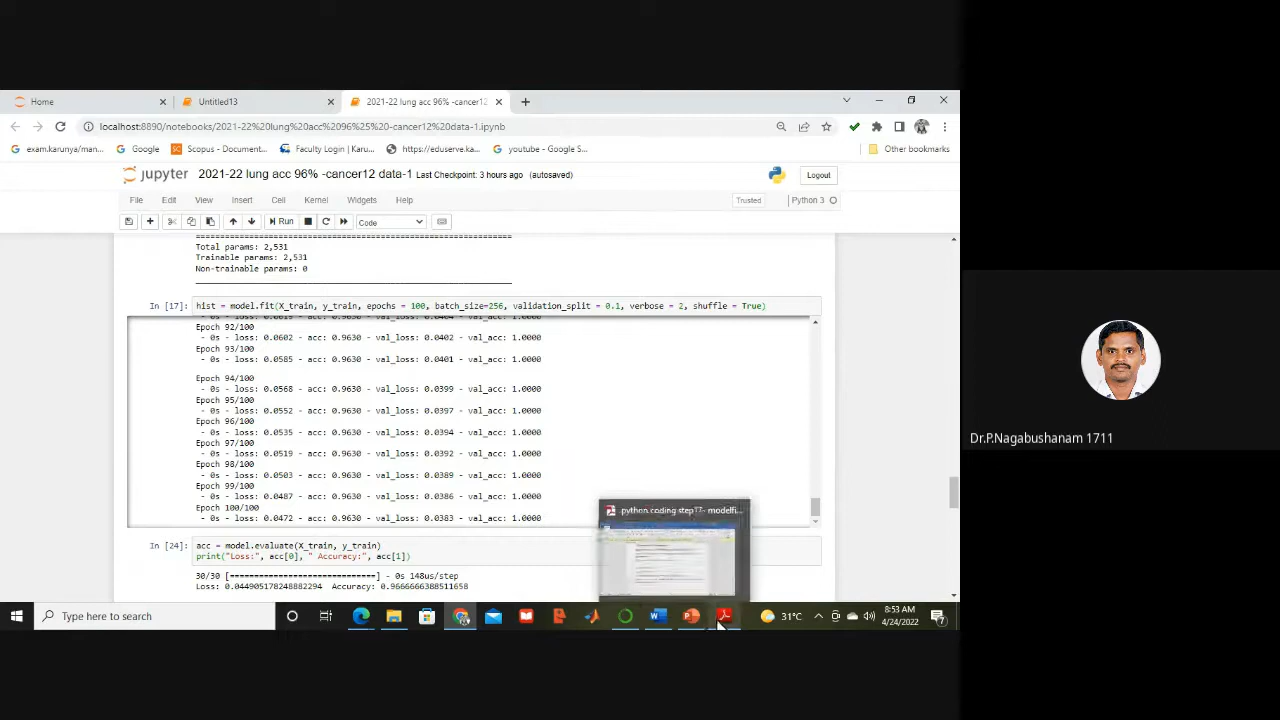 Home
Untitled13
2021-22 lung acc 96% -cancer12
localhost:8890/notebooks/2021-22%20lung%20acc%2096%25%20-cancer12%20data-1.ipynb
exam.karunya/man...
Google
Scopus - Document...
Faculty Login | Karu...
https://eduserve.ka...
youtube - Google S...
Other bookmarks
jupyter 2021-22 lung acc 96% -cancer12 data-1 Last Checkpoint: 3 hours ago (autosaved)
Logout
File Edit View Insert Cell Kernel Widgets Help
Trusted
Python 3
Run
Code
Total params: 2,531
Trainable params: 2,531
Non-trainable params: 0
In [17]: hist = model.fit(X_train, y_train, epochs = 100, batch_size=256, validation_split = 0.1, verbose = 2, shuffle = True)
Epoch 92/100
- 0s - loss: 0.0602 - acc: 0.9630 - val_loss: 0.0402 - val_acc: 1.0000
Epoch 93/100
- 0s - loss: 0.0585 - acc: 0.9630 - val_loss: 0.0401 - val_acc: 1.0000
Epoch 94/100
- 0s - loss: 0.0568 - acc: 0.9630 - val_loss: 0.0399 - val_acc: 1.0000
Epoch 95/100
- 0s - loss: 0.0552 - acc: 0.9630 - val_loss: 0.0397 - val_acc: 1.0000
Epoch 96/100
- 0s - loss: 0.0535 - acc: 0.9630 - val_loss: 0.0394 - val_acc: 1.0000
Epoch 97/100
- 0s - loss: 0.0519 - acc: 0.9630 - val_loss: 0.0392 - val_acc: 1.0000
Epoch 98/100
- 0s - loss: 0.0503 - acc: 0.9630 - val_loss: 0.0389 - val_acc: 1.0000
Epoch 99/100
- 0s - loss: 0.0487 - acc: 0.9630 - val_loss: 0.0386 - val_acc: 1.0000
Epoch 100/100
- 0s - loss: 0.0472 - acc: 0.9630 - val_loss: 0.0383 - val_acc: 1.0000
python coding step17- modelfi...
In [24]: acc = model.evaluate(X_train, y_train)
print("Loss:", acc[0], " Accuracy:", acc[1])
30/30 [==============================] - 0s 148us/step
Loss: 0.044905178248882294 Accuracy: 0.9666666388511658
Type here to search
31°C
8:53 AM
4/24/2022
7
Dr.P.Nagabushanam 1711